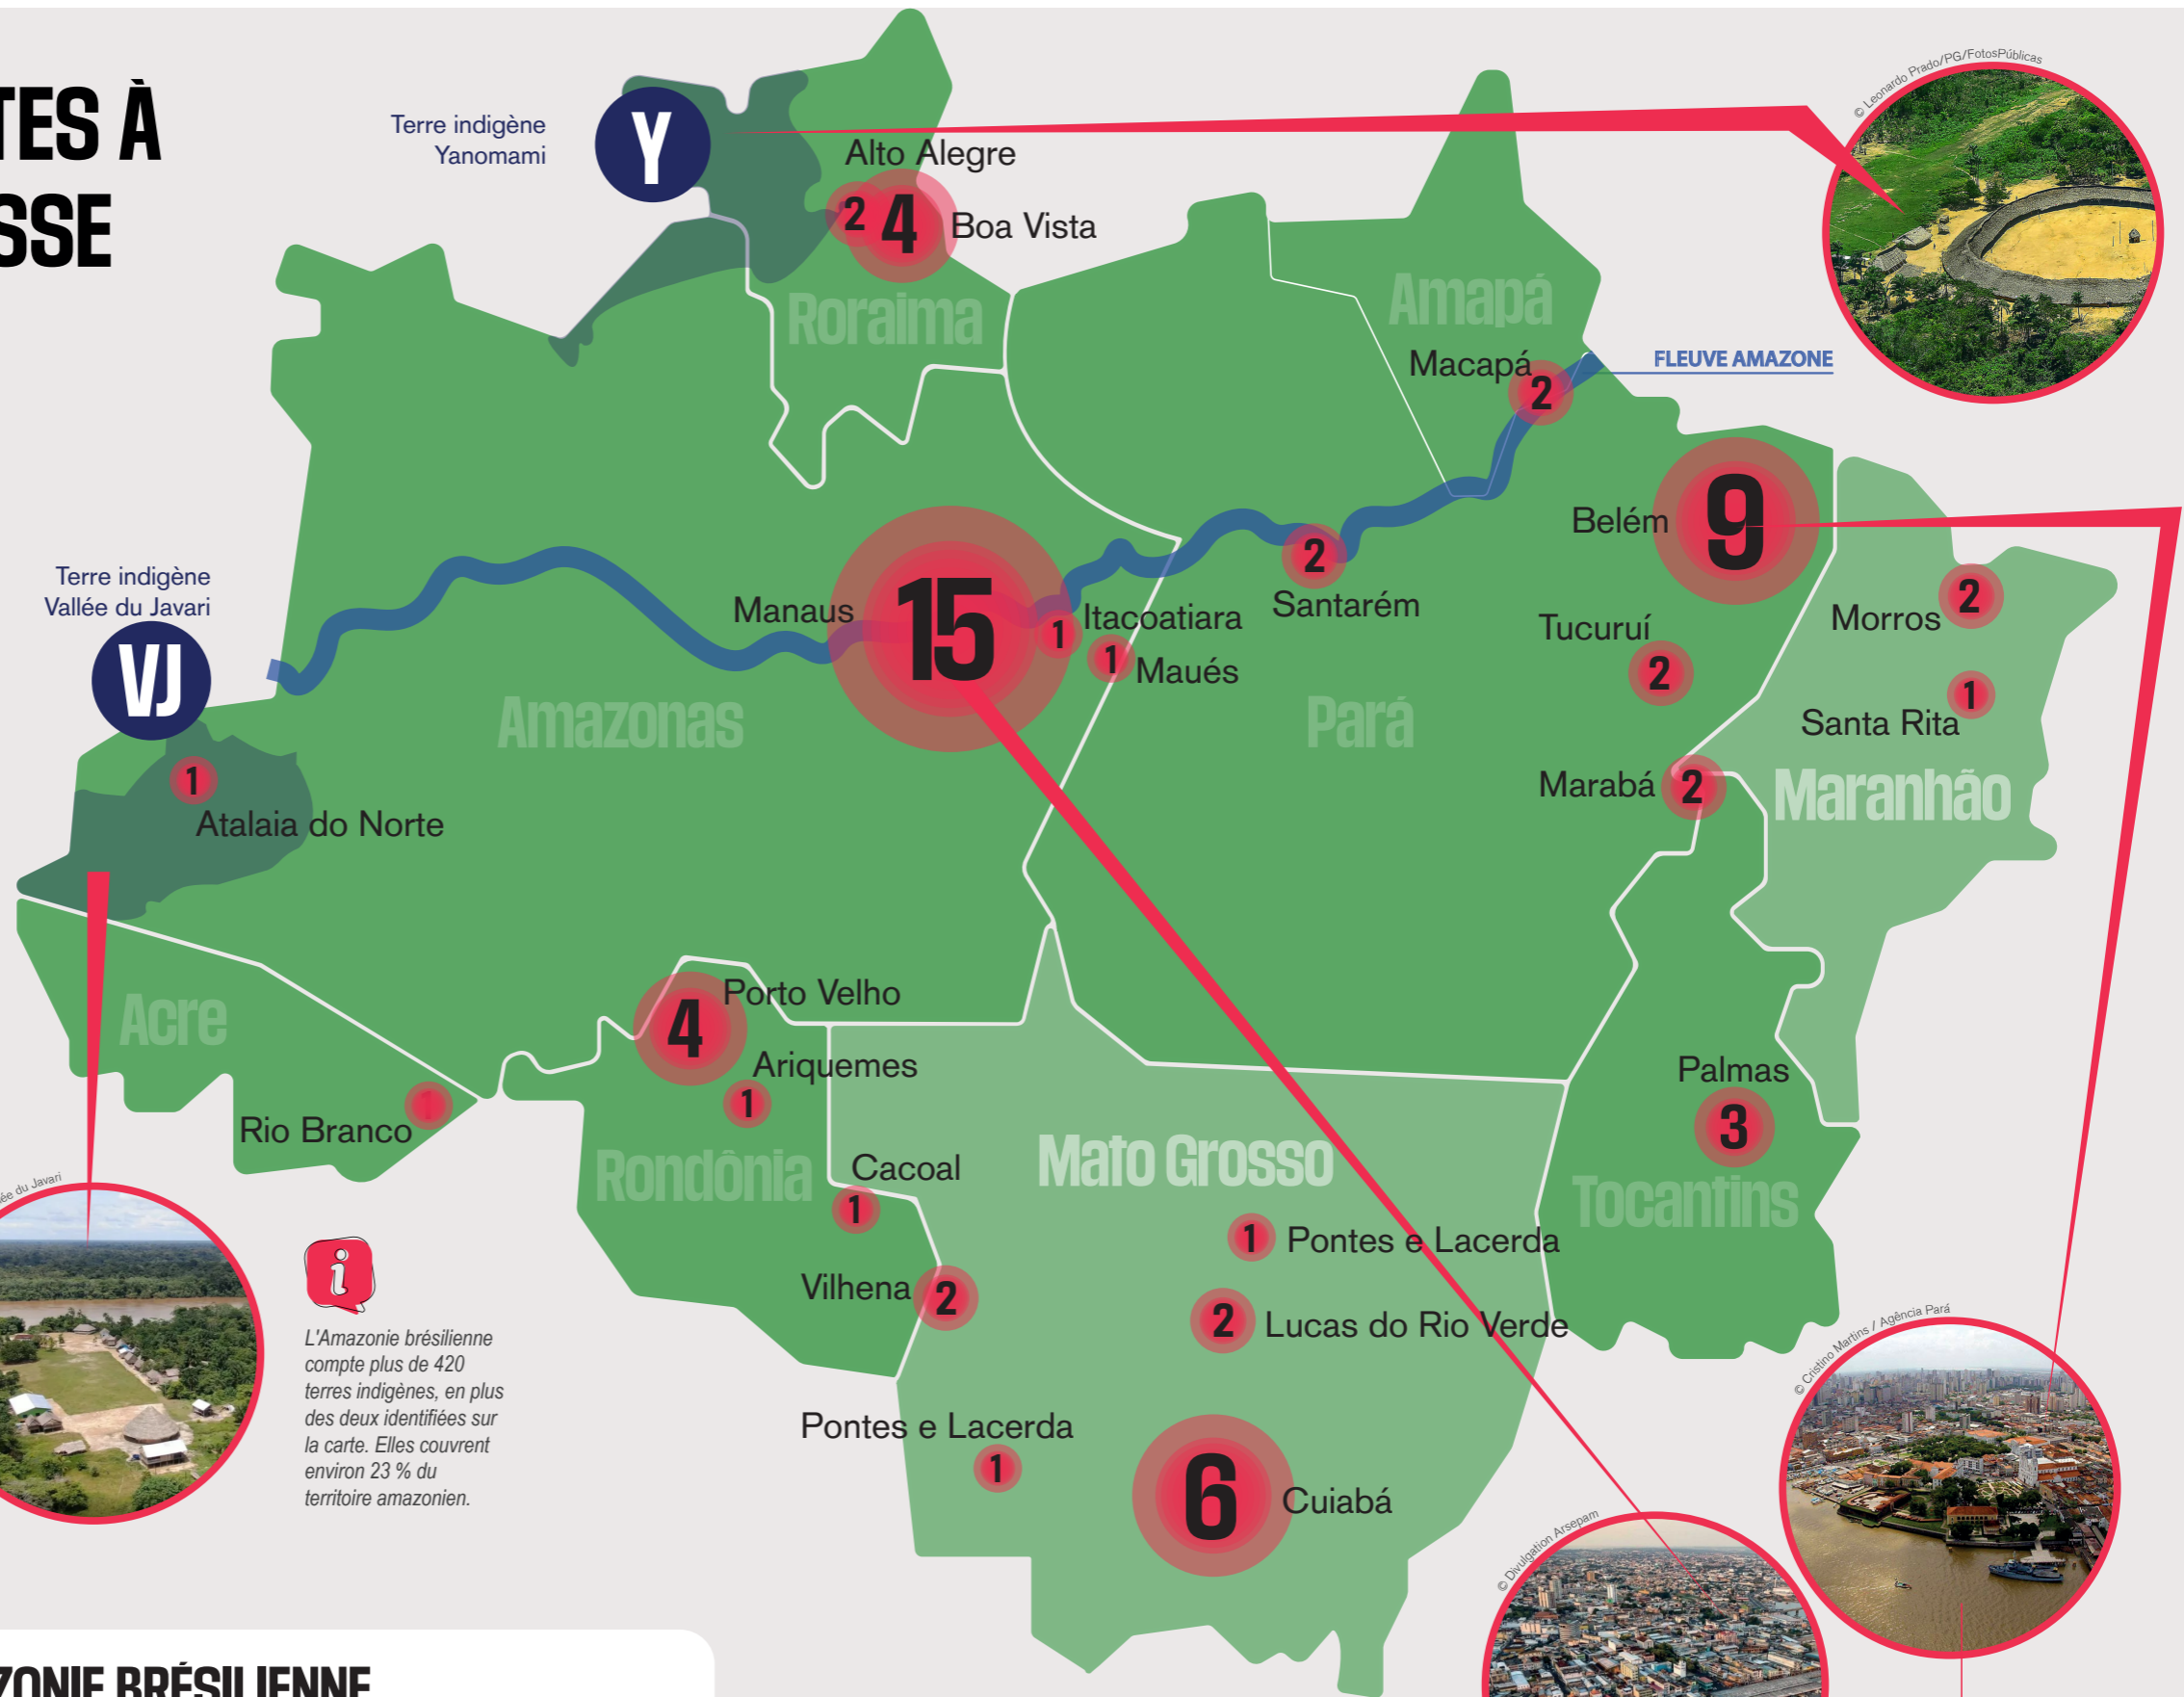 TES À
SSE
© Leonardo Prado/PG/FotosPúblicas
Terre indigène
Yanomami
Y
Alto Alegre
2
4
Boa Vista
Roraima
Amapá
Macapá
2
FLEUVE AMAZONE
Belém
9
Terre indigène
Vallée du Javari
VJ
Manaus
15
1
Itacoatiara
1
Maués
2
Santarém
Tucuruí
2
Morros
2
1
Santa Rita
Amazonas
Pará
Marabá
2
Maranhão
1
Atalaia do Norte
Acre
4
Porto Velho
Ariquemes
1
1
Rio Branco
Palmas
3
Rondônia
Cacoal
1
Mato Grosso
Tocantins
1
Pontes e Lacerda
Vilhena
2
2
Lucas do Rio Verde
Pontes e Lacerda
1
6
Cuiabá
ée du Javari
i
L'Amazonie brésilienne
compte plus de 420
terres indigènes, en plus
des deux identifiées sur
la carte. Elles couvrent
environ 23 % du
territoire amazonien.
© Cristino Martins / Agência Pará
© Divulgation Arsepam
ZONIE BRÉSILIENNE